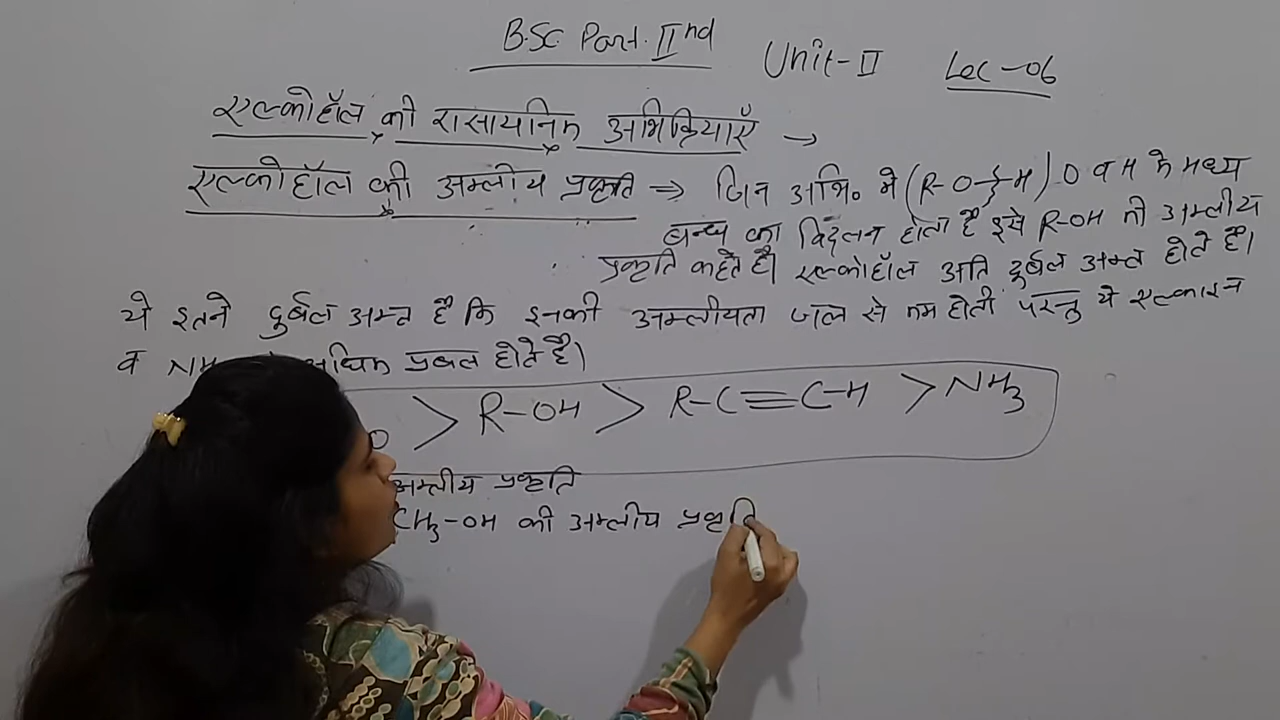 B.Sc. Part. IInd Unit-II Lec-06
एल्कोहॉल की रासायनिक अभिक्रियाएँ →
एल्कोहॉल की अम्लीय प्रकृति ⇒ जिन अभि० मे (R-O-H) O व H के मध्य
बन्ध का विदलन होता है इसे R-OH की अम्लीय
प्रकृति कहते है। एल्कोहॉल अति दुर्बल अम्ल होते है।
ये इतने दुर्बल अम्ल है कि इनकी अम्लीयता जल से कम होती परन्तु ये एल्काइन
व NH अधिक प्रबल होते है।
O > R-OH > R-C≡C-H > NH3
अम्लीय प्रकृति
CH3-OH की अम्लीय प्रकृति